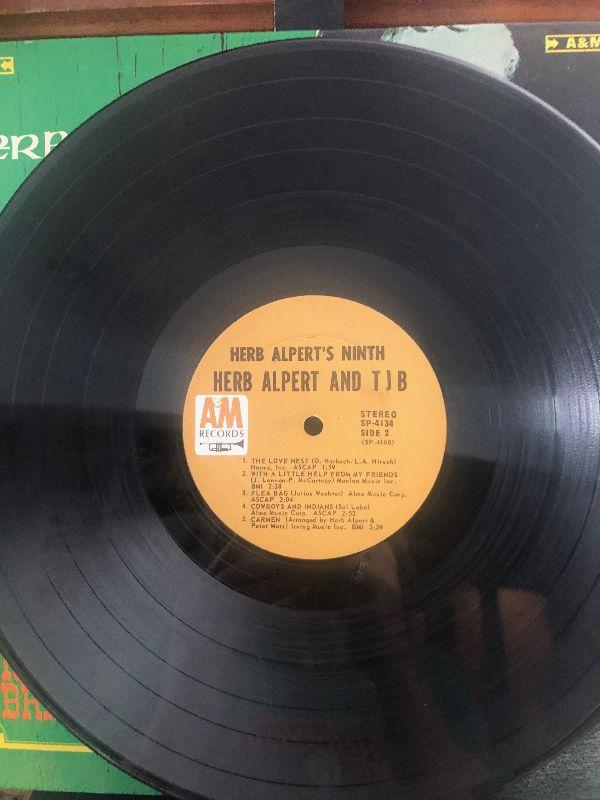 A&M
HERB ALPERT'S NINTH
HERB ALPERT AND TJB
AM
RECORDS
STEREO
SP-4134
SIDE 2
(SP-4168)
1. THE LOVE NEST (O. Harbach/L.A. Hirsch)
Harms, Inc. ASCAP 1:59
2. WITH A LITTLE HELP FROM MY FRIENDS
(J. Lennon-P. McCartney) Maclen Music Inc.
BMI 2:28
3. FLEA BAG (Julius Wechter) Almo Music Corp.
ASCAP 2:04
4. COWBOYS AND INDIANS (Sol Lake)
Almo Music Corp. ASCAP 2:52
5. CARMEN (Arranged by Herb Alpert &
Peter Matz) Irving Music Inc. BMI 3:39